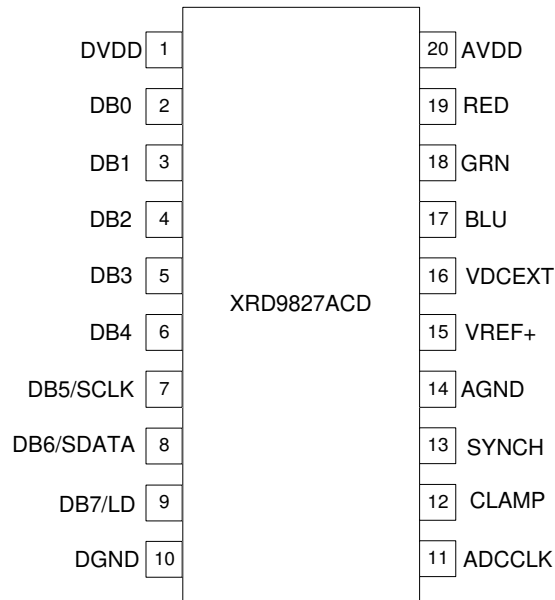 DVDD 1 20 AVDD
DB0 2 19 RED
DB1 3 18 GRN
DB2 4 17 BLU
DB3 5 16 VDCEXT
XRD9827ACD
DB4 6 15 VREF+
DB5/SCLK 7 14 AGND
DB6/SDATA 8 13 SYNCH
DB7/LD 9 12 CLAMP
DGND 10 11 ADCCLK